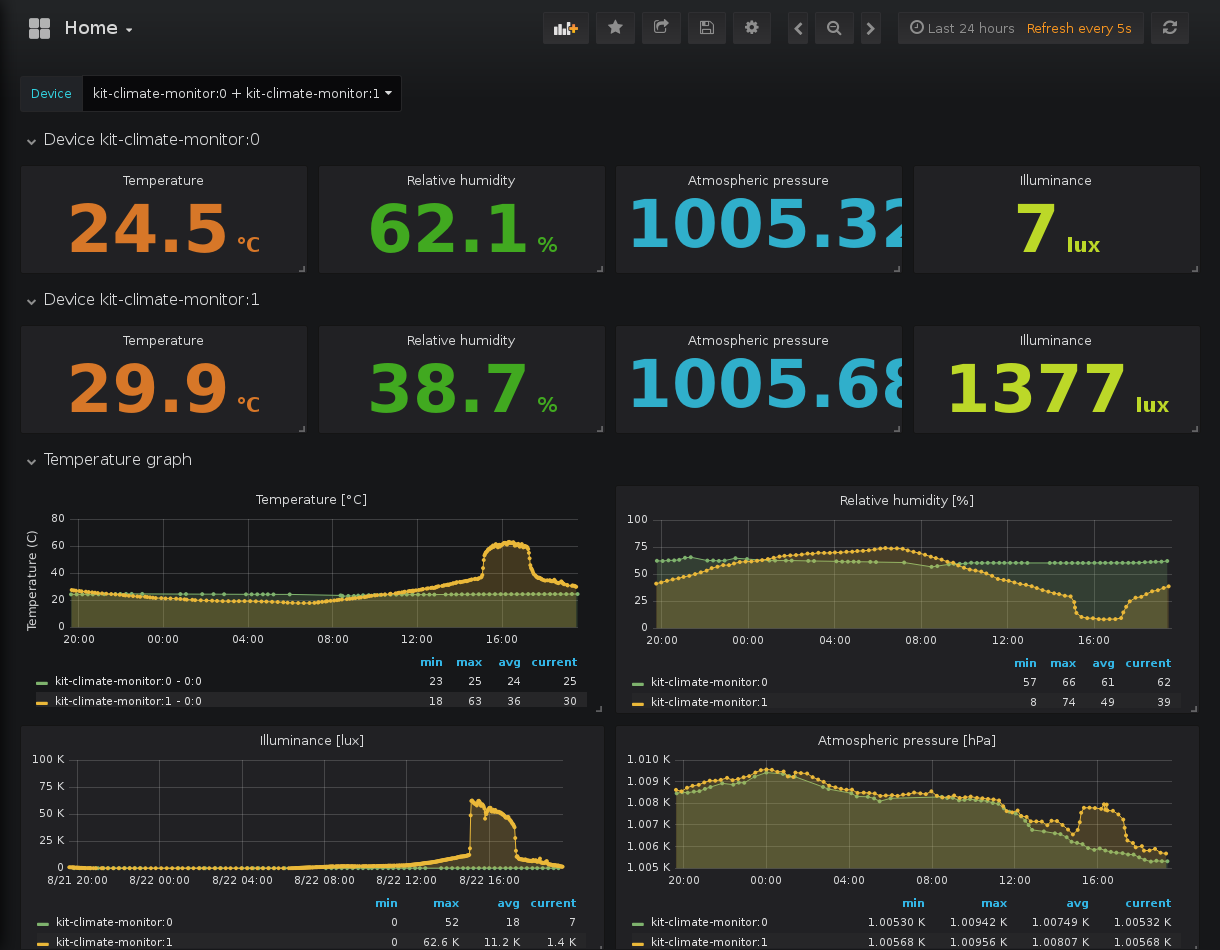 Home
Last 24 hours Refresh every 5s
Device kit-climate-monitor:0 + kit-climate-monitor:1
Device kit-climate-monitor:0
Temperature Relative humidity Atmospheric pressure Illuminance
24.5 °C 62.1 % 1005.32 7 lux
Device kit-climate-monitor:1
Temperature Relative humidity Atmospheric pressure Illuminance
29.9 °C 38.7 % 1005.68 1377 lux
Temperature graph
Temperature [°C]
Temperature (C)
80
60
40
20
0
20:00 00:00 04:00 08:00 12:00 16:00
min max avg current
kit-climate-monitor:0 - 0:0 23 25 24 25
kit-climate-monitor:1 - 0:0 18 63 36 30
Relative humidity [%]
100
75
50
25
0
20:00 00:00 04:00 08:00 12:00 16:00
min max avg current
kit-climate-monitor:0 57 66 61 62
kit-climate-monitor:1 8 74 49 39
Illuminance [lux]
100 K
75 K
50 K
25 K
0
8/21 20:00 8/22 00:00 8/22 04:00 8/22 08:00 8/22 12:00 8/22 16:00
min max avg current
kit-climate-monitor:0 0 52 18 7
kit-climate-monitor:1 0 62.6 K 11.2 K 1.4 K
Atmospheric pressure [hPa]
1.010 K
1.009 K
1.008 K
1.007 K
1.006 K
1.005 K
20:00 00:00 04:00 08:00 12:00 16:00
min max avg current
kit-climate-monitor:0 1.00530 K 1.00942 K 1.00749 K 1.00532 K
kit-climate-monitor:1 1.00568 K 1.00956 K 1.00807 K 1.00568 K